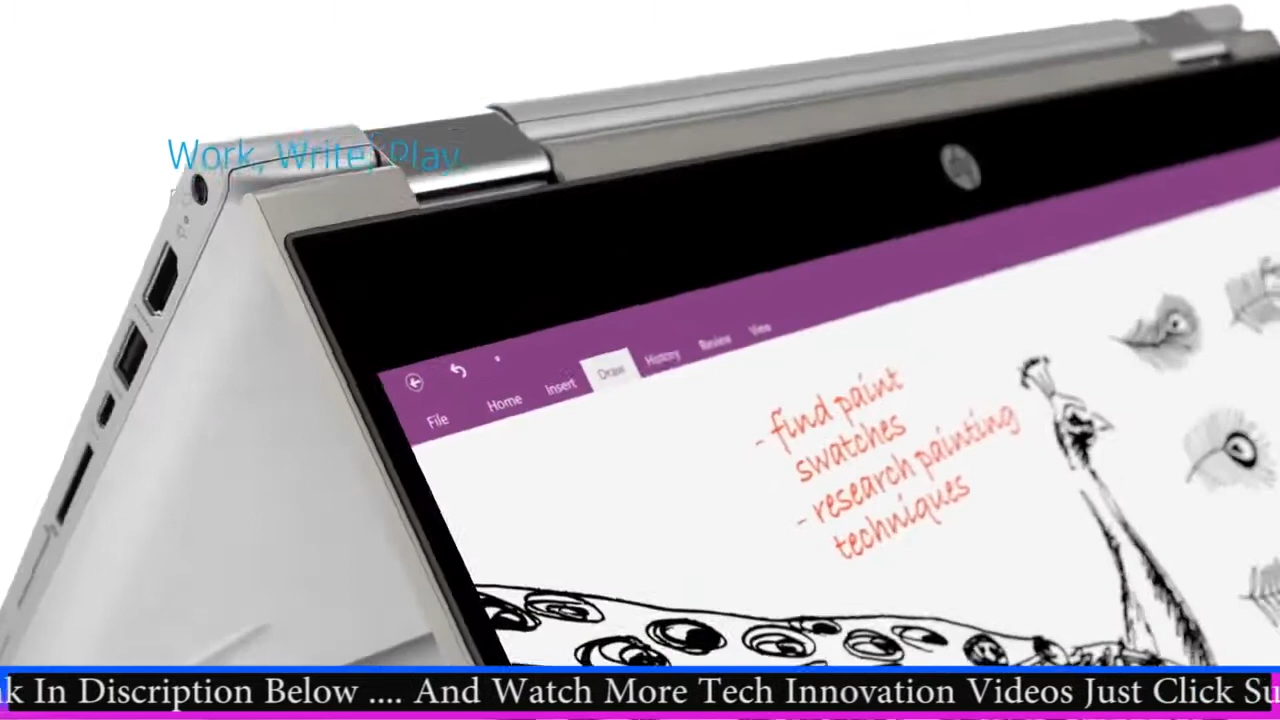 Work, Write, Play.
File Home Insert Draw History Review View
- find paint
swatches
- research painting
techniques
k In Discription Below .... And Watch More Tech Innovation Videos Just Click Su